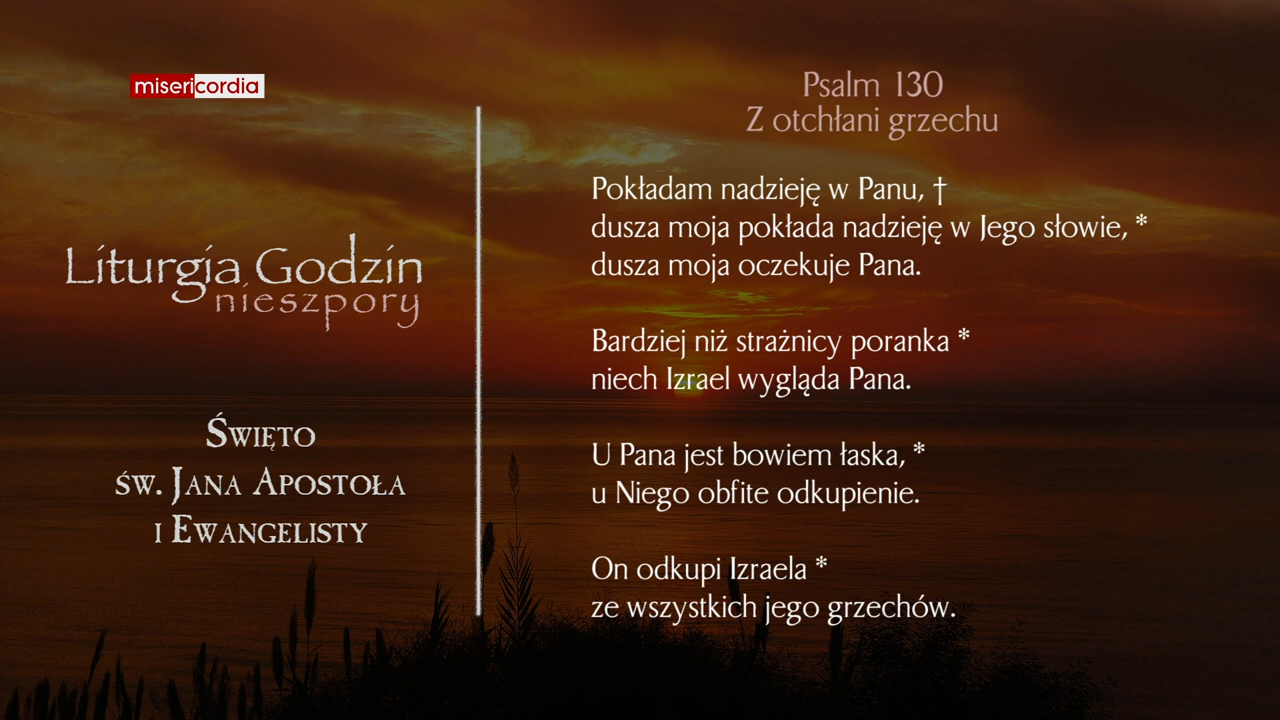 misericordia
Liturgia Godzin
nieszpory
Święto
św. Jana Apostoła
i Ewangelisty
Psalm 130
Z otchłani grzechu
Pokładam nadzieję w Panu, †
dusza moja pokłada nadzieję w Jego słowie, *
dusza moja oczekuje Pana.
Bardziej niż strażnicy poranka *
niech Izrael wygląda Pana.
U Pana jest bowiem łaska, *
u Niego obfite odkupienie.
On odkupi Izraela *
ze wszystkich jego grzechów.